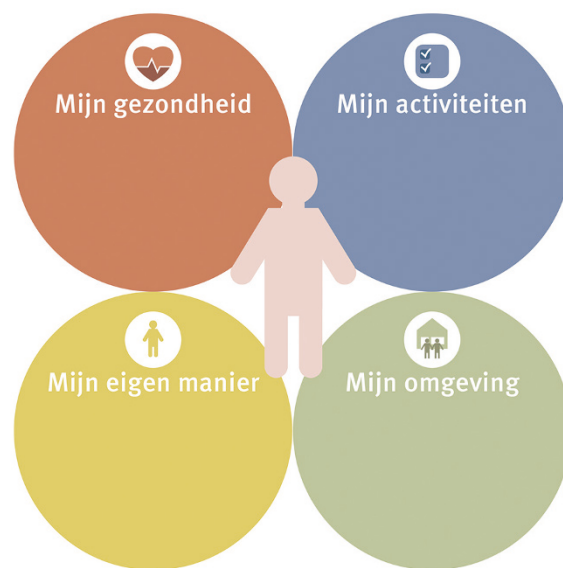 Mijn gezondheid
Mijn activiteiten
Mijn eigen manier
Mijn omgeving